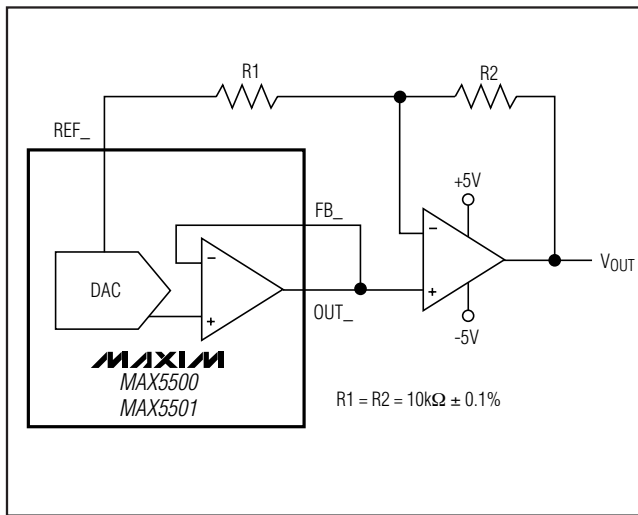 R1
R2
REF_
+5V
FB_
−
−
VOUT
DAC
+
+
OUT_
-5V
MAXIM
MAX5500
MAX5501
R1 = R2 = 10kΩ ± 0.1%